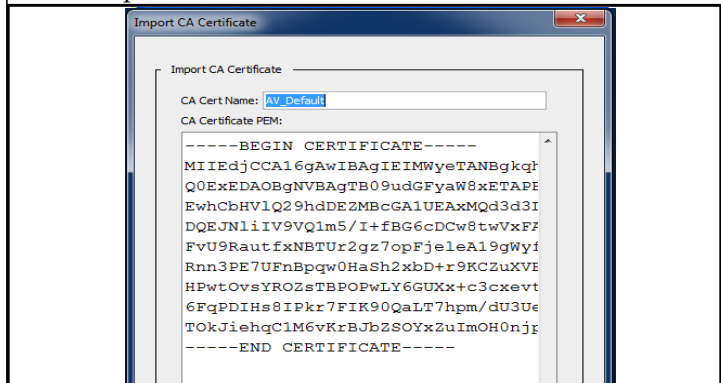 Import CA Certificate
Import CA Certificate
CA Cert Name: AV_Default
CA Certificate PEM:
-----BEGIN CERTIFICATE-----
MIIEdjCCA16gAwIBAgIEIMWyeTANBgkqh
Q0ExEDAOBgNVBAgTB09udGFyaW8xETAPB
EwhCbHVlQ29hdDEZMBcGA1UEAxMQd3d3I
DQEJNliIV9VQ1m5/I+fBG6cDCw8twVxFA
FvU9RautfxNBTUr2gz7opFjeleA19gWyf
Rnn3PE7UFnBpqw0HaSh2xbD+r9KCZuXVE
HPwtOvsYROZsTBPOPwLY6GUXx+c3cxevt
6FqPDIHs8IPkr7FIK90QaLT7hpm/dU3Ue
TOkJiehqC1M6vKrBJbZSOYxZuImOH0njp
-----END CERTIFICATE-----